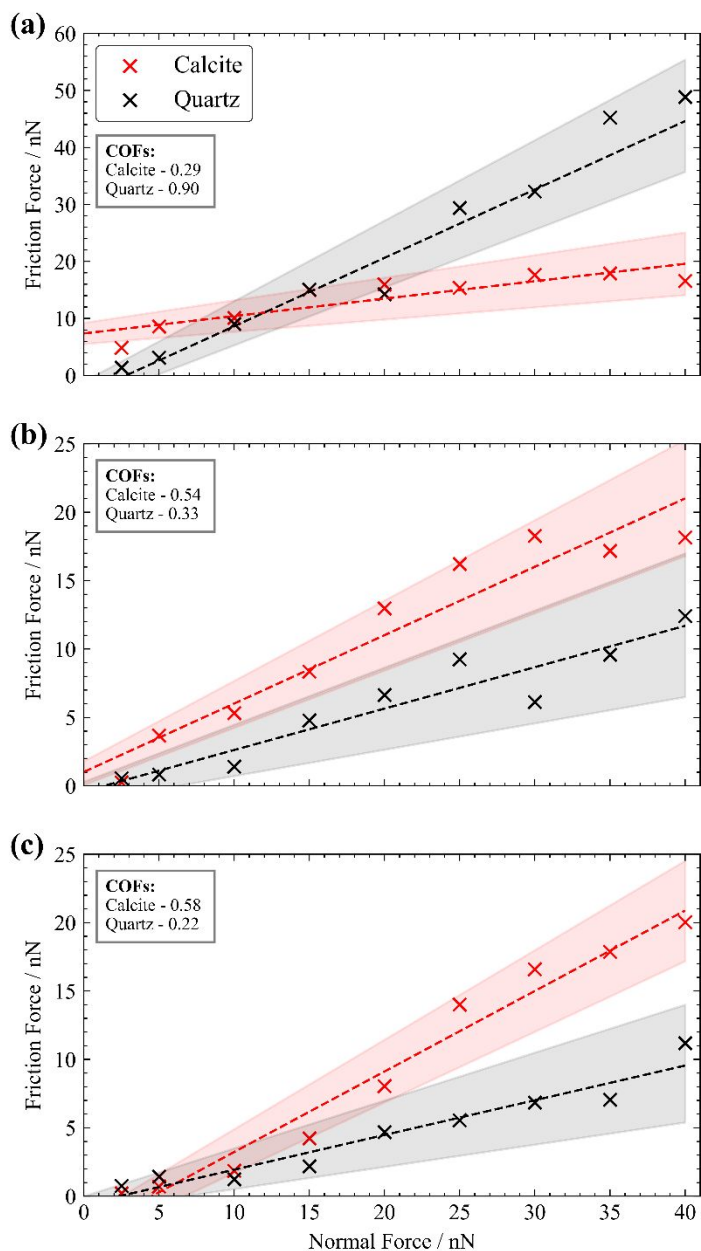 (a)
60
50
40
30
20
10
0
Friction Force / nN
Calcite
Quartz
COFs:
Calcite - 0.29
Quartz - 0.90
(b)
25
20
15
10
5
0
Friction Force / nN
COFs:
Calcite - 0.54
Quartz - 0.33
(c)
25
20
15
10
5
0
Friction Force / nN
COFs:
Calcite - 0.58
Quartz - 0.22
0 5 10 15 20 25 30 35 40
Normal Force / nN